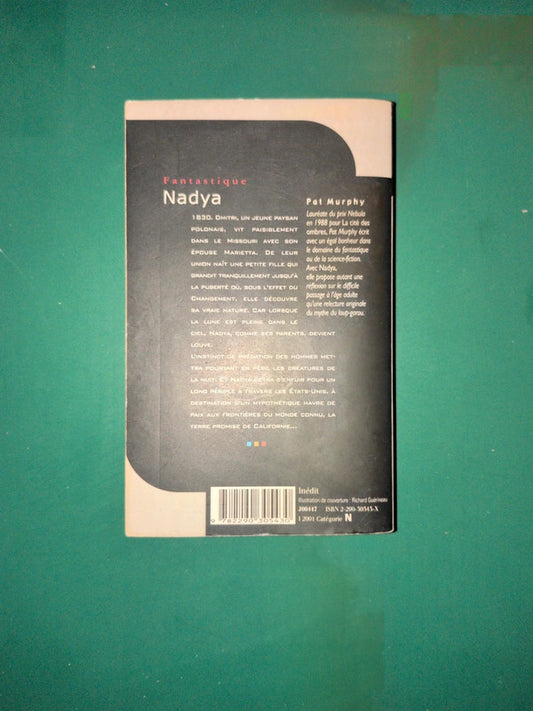 Fantastique
Nadya
1830. Dmitri, un jeune paysan
polonais, vit paisiblement
dans le Missouri avec son
épouse Marietta. De leur
union naît une petite fille qui
grandit tranquillement jusqu'à
la puberté où, sous l'effet du
Changement, elle découvre
sa vraie nature. Car lorsque
la lune est pleine dans le
ciel, Nadya, comme ses parents, devient
louve.
L'instinct de prédation des hommes met-
tra pourtant en péril les créatures de
la nuit. Et Nadya devra s'enfuir pour un
long périple à travers les États-Unis, à
destination d'un hypothétique havre de
paix aux frontières du monde connu, la
terre promise de Californie...
Pat Murphy
Lauréate du prix Nebula
en 1988 pour La cité des
ombres, Pat Murphy écrit
avec un égal bonheur dans
le domaine du fantastique
ou de la science-fiction.
Avec Nadya,
elle propose autant une
réflexion sur le difficile
passage à l'âge adulte
qu'une relecture originale
du mythe du loup-garou.
Inédit
Illustration de couverture : Richard Guérineau
J00447 ISBN 2-290-30543-X
1 2001 Catégorie N
9 782290 305430